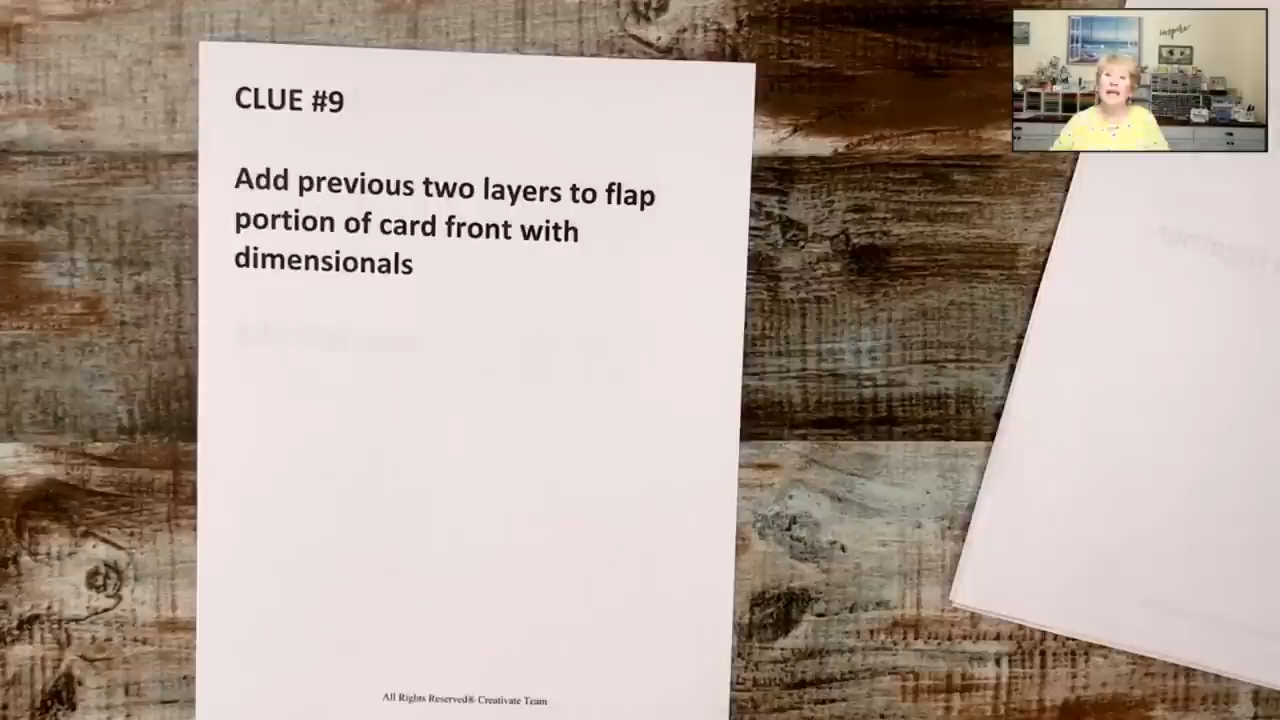 inspire
CLUE #9
Add previous two layers to flap
portion of card front with
dimensionals
All Rights Reserved® Creativate Team